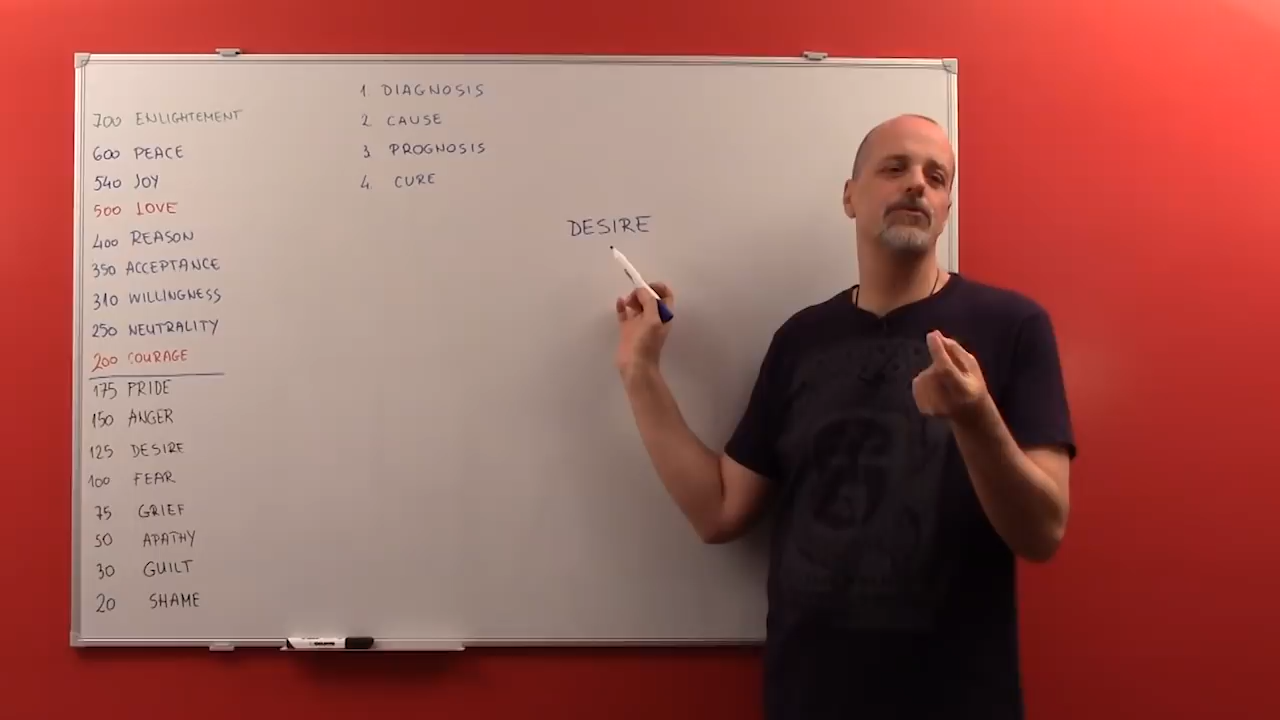 700 ENLIGHTEMENT
600 PEACE
540 JOY
500 LOVE
400 REASON
350 ACCEPTANCE
310 WILLINGNESS
250 NEUTRALITY
200 COURAGE
175 PRIDE
150 ANGER
125 DESIRE
100 FEAR
75 GRIEF
50 APATHY
30 GUILT
20 SHAME
1. DIAGNOSIS
2 CAUSE
3 PROGNOSIS
4. CURE
DESIRE